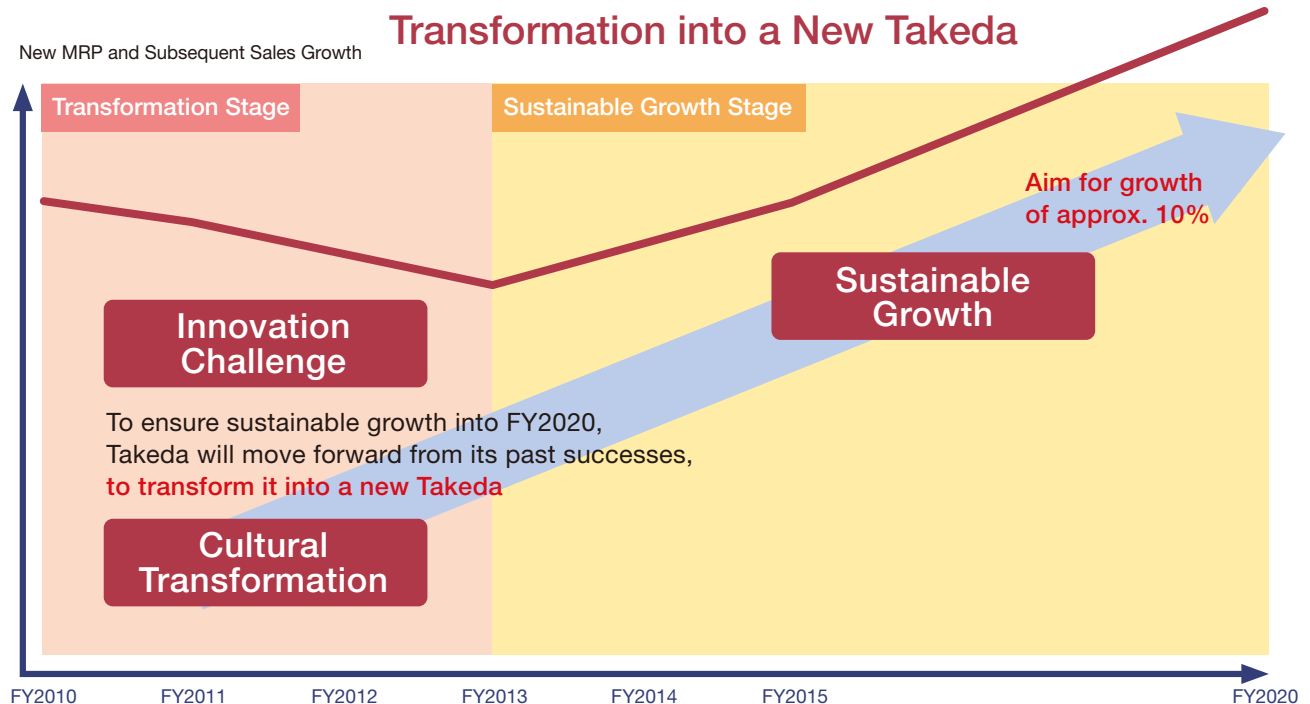 Transformation into a New Takeda
New MRP and Subsequent Sales Growth
Transformation Stage
Sustainable Growth Stage
Aim for growth
of approx. 10%
Sustainable
Growth
Innovation
Challenge
To ensure sustainable growth into FY2020,
Takeda will move forward from its past successes,
to transform it into a new Takeda
Cultural
Transformation
FY2010 FY2011 FY2012 FY2013 FY2014 FY2015 FY2020